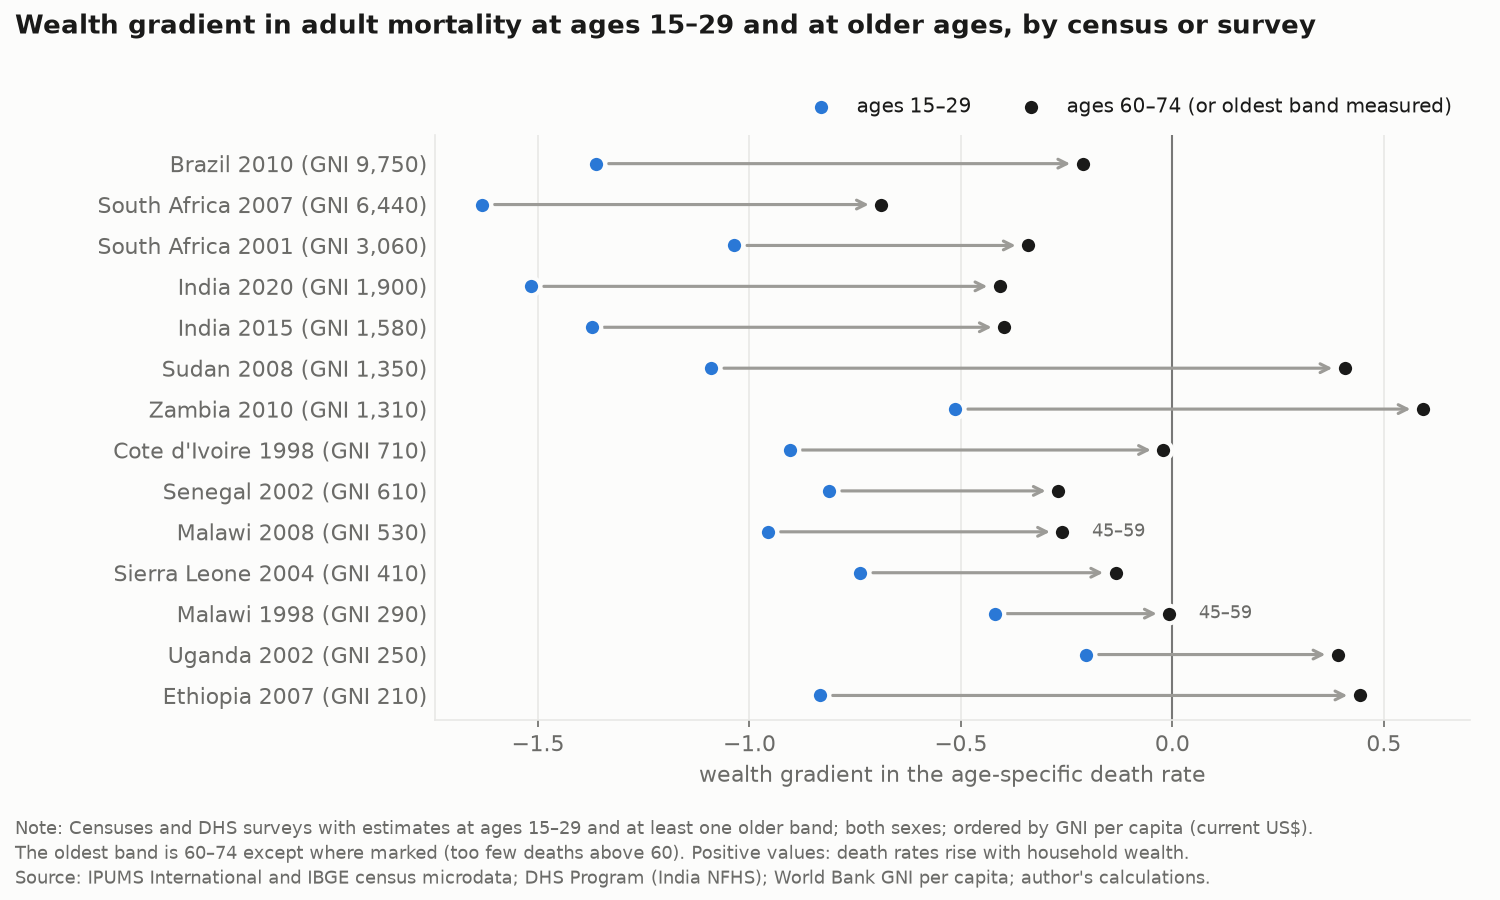 Wealth gradient in adult mortality at ages 15–29 and at older ages, by census or survey
ages 15–29
ages 60–74 (or oldest band measured)
Brazil 2010 (GNI 9,750)
South Africa 2007 (GNI 6,440)
South Africa 2001 (GNI 3,060)
India 2020 (GNI 1,900)
India 2015 (GNI 1,580)
Sudan 2008 (GNI 1,350)
Zambia 2010 (GNI 1,310)
Cote d'Ivoire 1998 (GNI 710)
Senegal 2002 (GNI 610)
Malawi 2008 (GNI 530)
45–59
Sierra Leone 2004 (GNI 410)
Malawi 1998 (GNI 290)
45–59
Uganda 2002 (GNI 250)
Ethiopia 2007 (GNI 210)
−1.5
−1.0
−0.5
0.0
0.5
wealth gradient in the age-specific death rate
Note: Censuses and DHS surveys with estimates at ages 15–29 and at least one older band; both sexes; ordered by GNI per capita (current US$).
The oldest band is 60–74 except where marked (too few deaths above 60). Positive values: death rates rise with household wealth.
Source: IPUMS International and IBGE census microdata; DHS Program (India NFHS); World Bank GNI per capita; author's calculations.